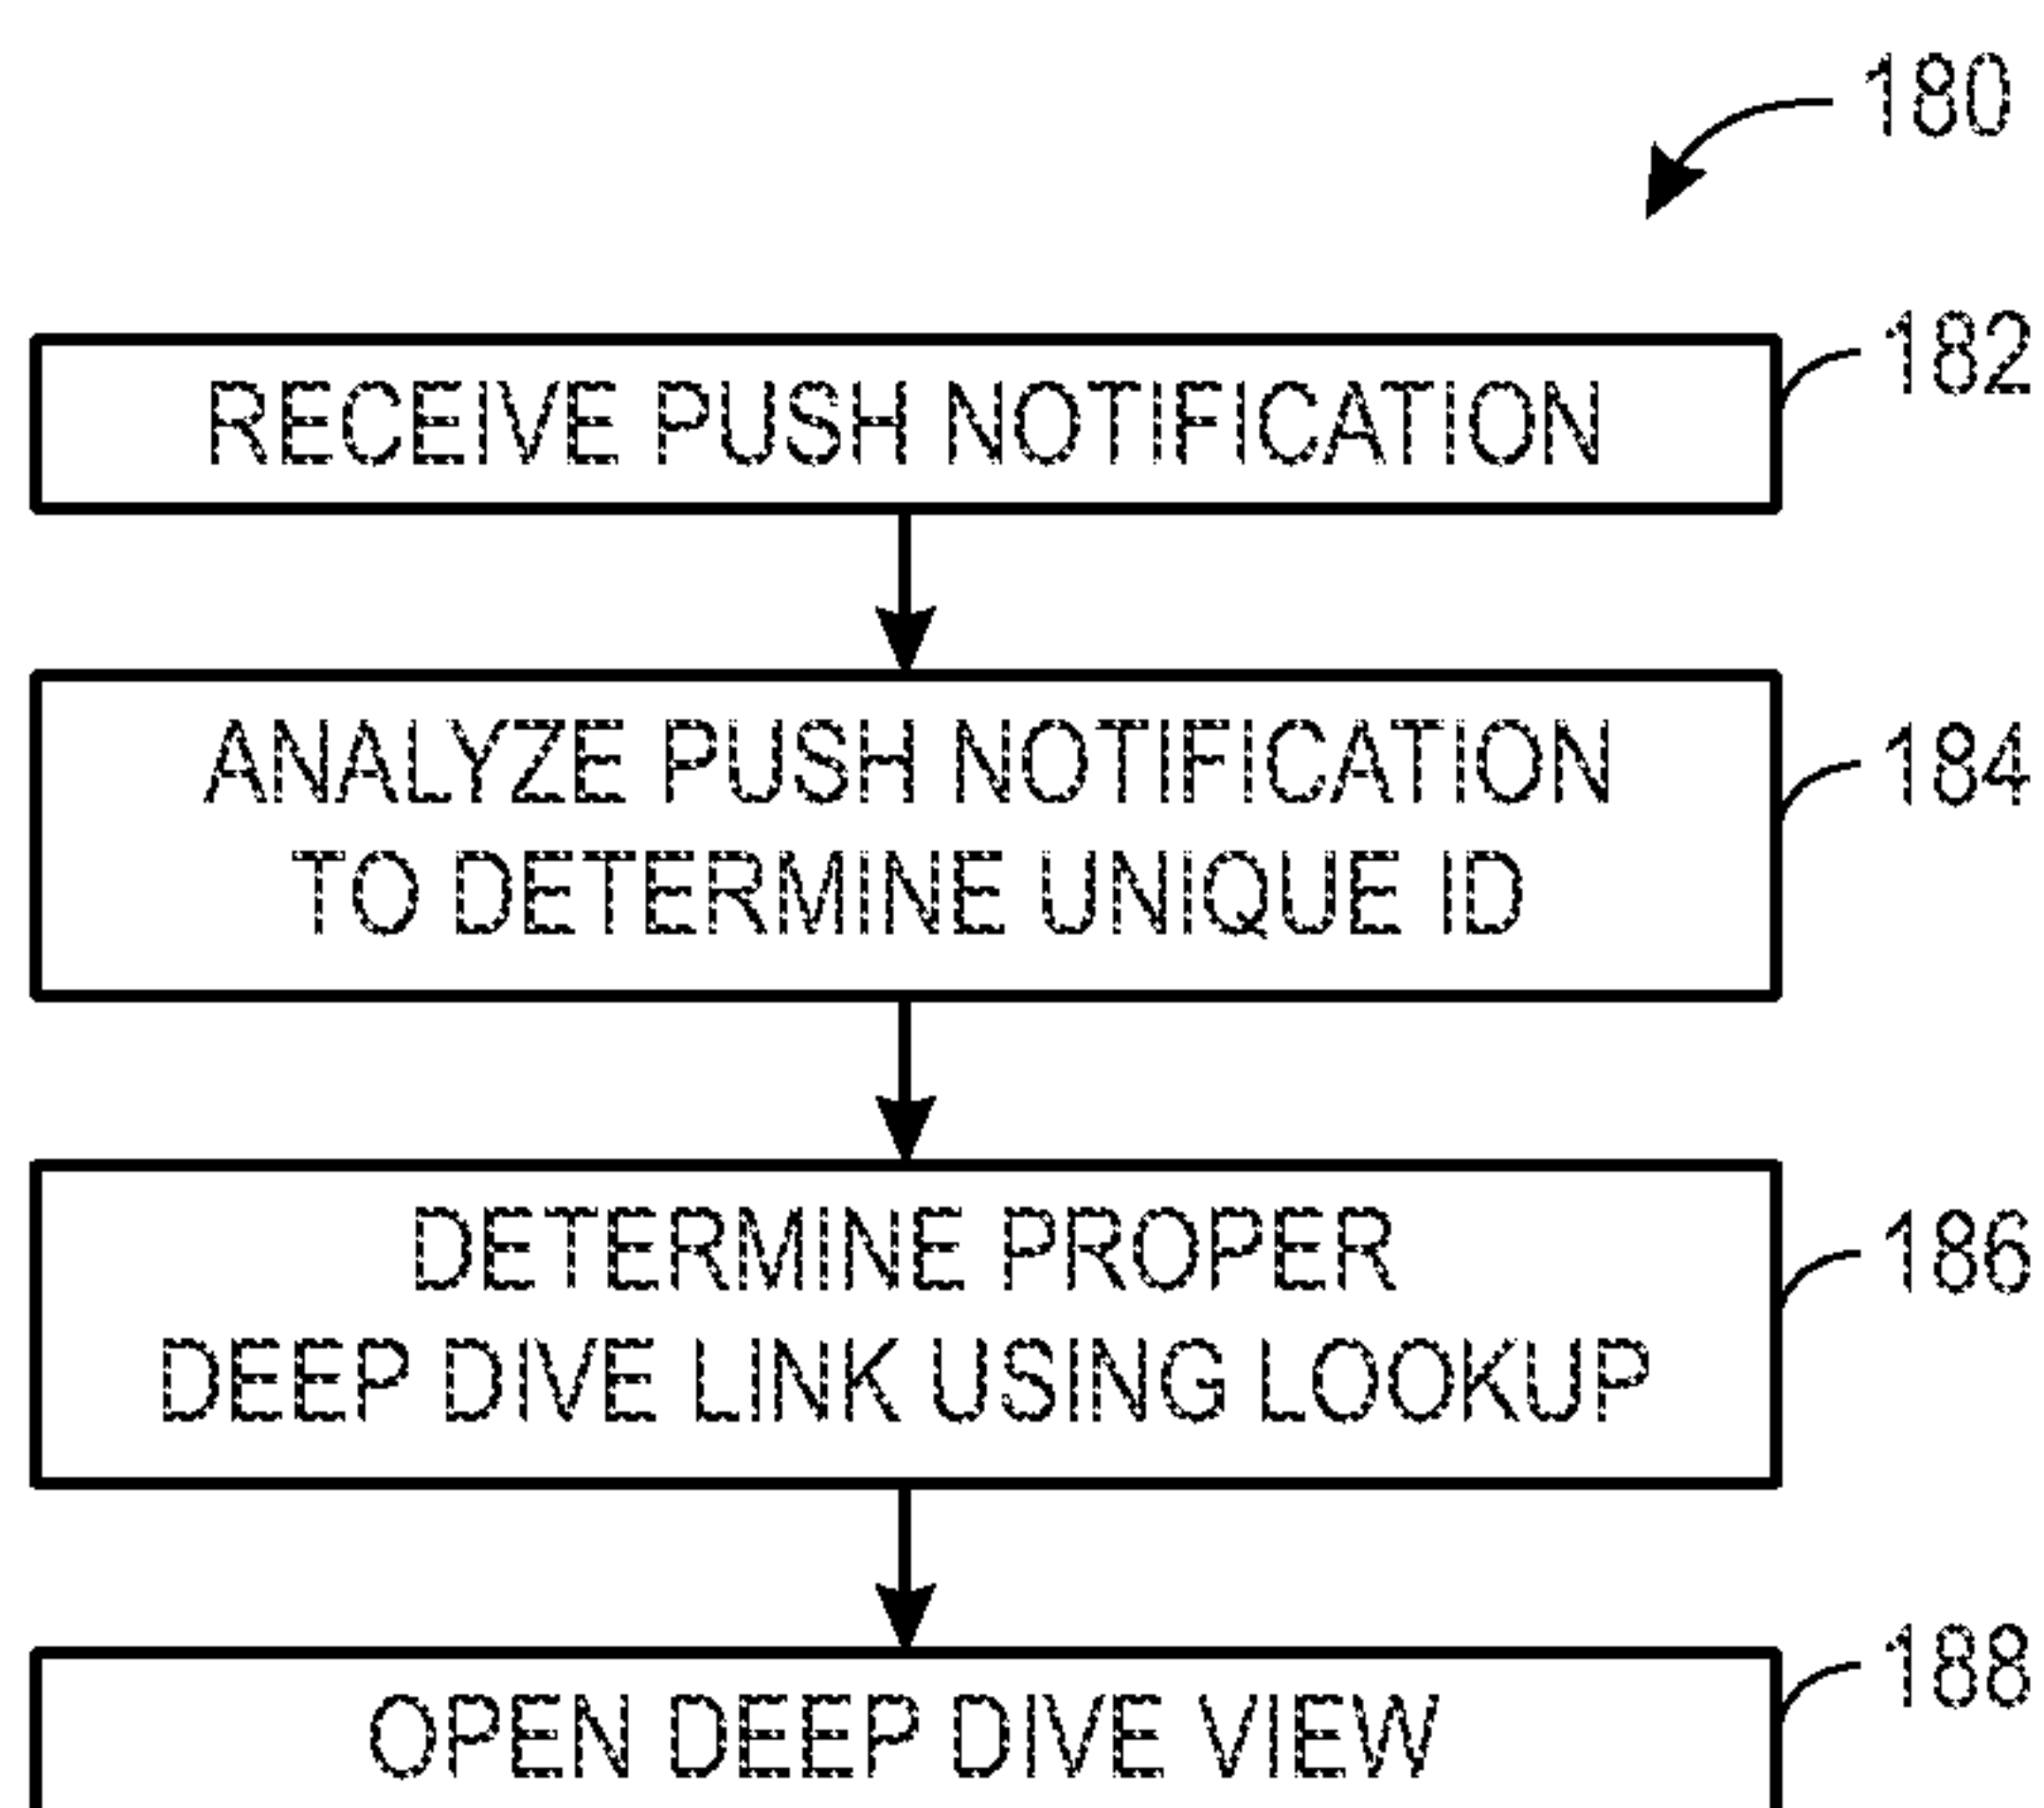 180
RECEIVE PUSH NOTIFICATION
182
ANALYZE PUSH NOTIFICATION
TO DETERMINE UNIQUE ID
184
DETERMINE PROPER
DEEP DIVE LINK USING LOOKUP
186
OPEN DEEP DIVE VIEW
188